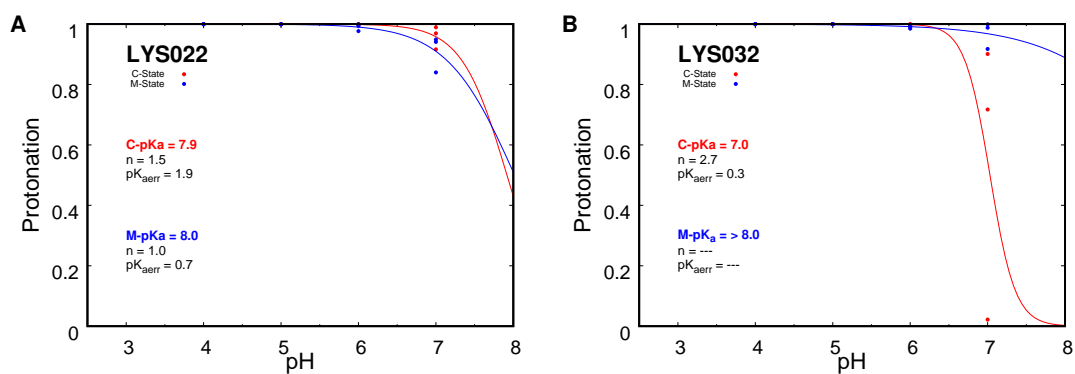 A
LYS022
C-State
M-State
C-pKa = 7.9
n = 1.5
pKaerr = 1.9
M-pKa = 8.0
n = 1.0
pKaerr = 0.7
Protonation
1
0.8
0.6
0.4
0.2
0
3 4 5 6 7 8
pH
B
LYS032
C-State
M-State
C-pKa = 7.0
n = 2.7
pKaerr = 0.3
M-pKa = > 8.0
n = ---
pKaerr = ---
Protonation
1
0.8
0.6
0.4
0.2
0
3 4 5 6 7 8
pH